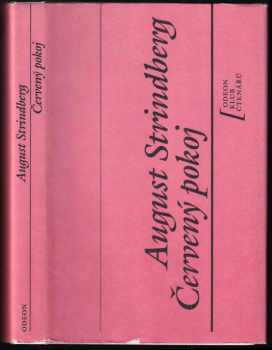 August Strindberg
Červený pokoj
ODEON
August Strindberg
Červený pokoj
ODEON
KLUB
ČTENÁŘŮ